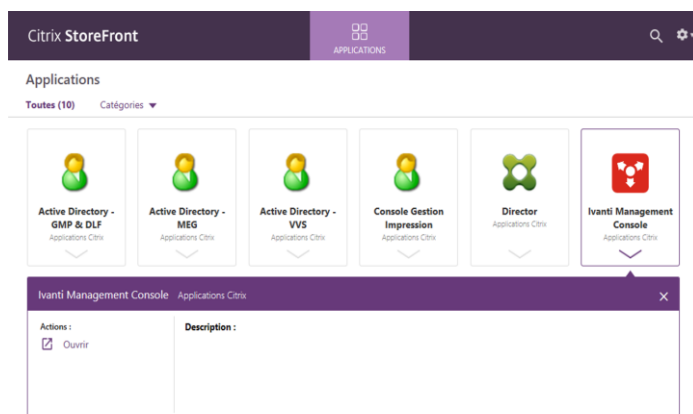 Citrix StoreFront
APPLICATIONS
Applications
Toutes (10) Catégories
Active Directory -
GMP & DLF
Applications Citrix
Active Directory -
MEG
Applications Citrix
Active Directory -
VVS
Applications Citrix
Console Gestion
Impression
Applications Citrix
Director
Applications Citrix
Ivanti Management
Console
Applications Citrix
Ivanti Management Console Applications Citrix
Actions :
Description :
Ouvrir